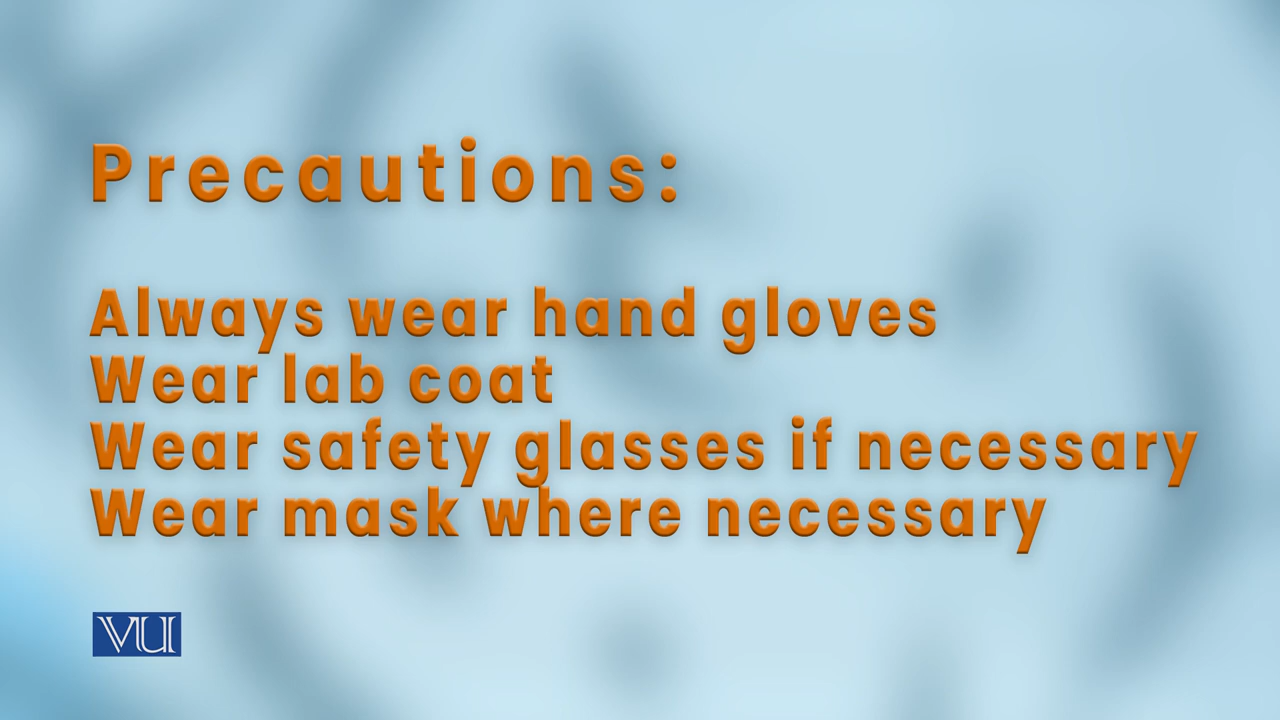 Precautions:
Always wear hand gloves
Wear lab coat
Wear safety glasses if necessary
Wear mask where necessary
VU